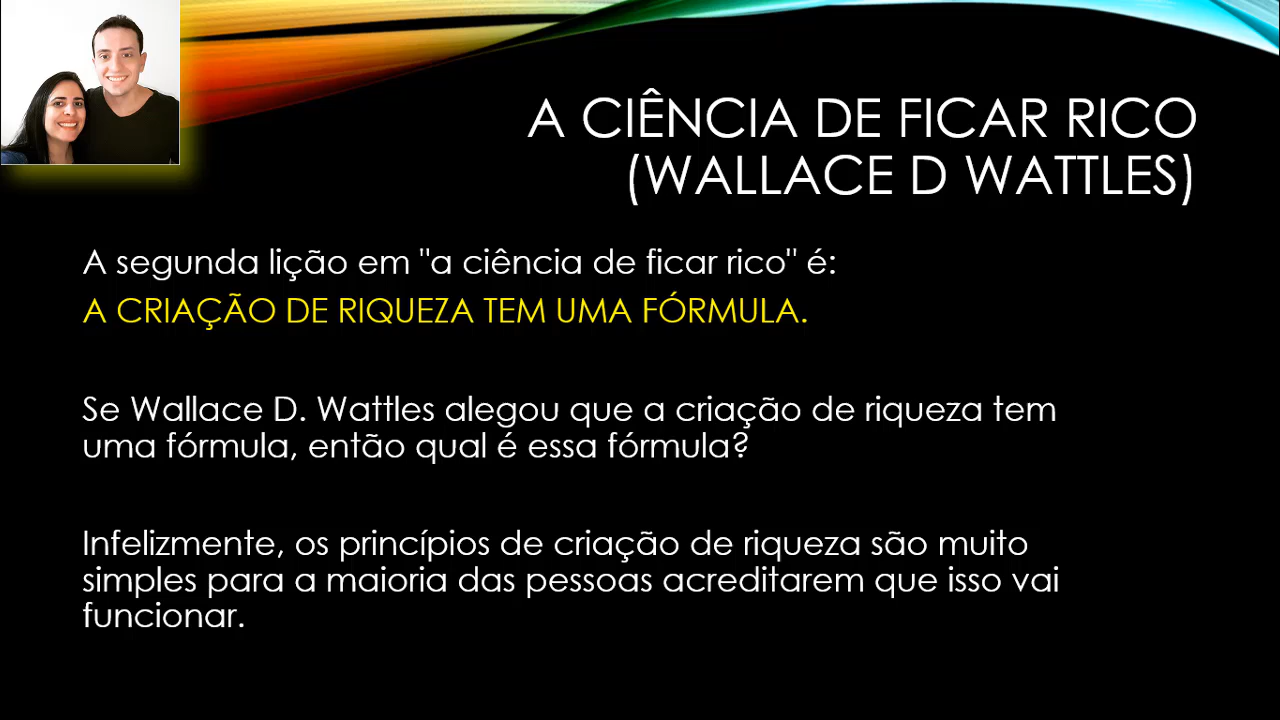 A CIÊNCIA DE FICAR RICO
(WALLACE D WATTLES)
A segunda lição em "a ciência de ficar rico" é:
A CRIAÇÃO DE RIQUEZA TEM UMA FÓRMULA.
Se Wallace D. Wattles alegou que a criação de riqueza tem
uma fórmula, então qual é essa fórmula?
Infelizmente, os princípios de criação de riqueza são muito
simples para a maioria das pessoas acreditarem que isso vai
funcionar.